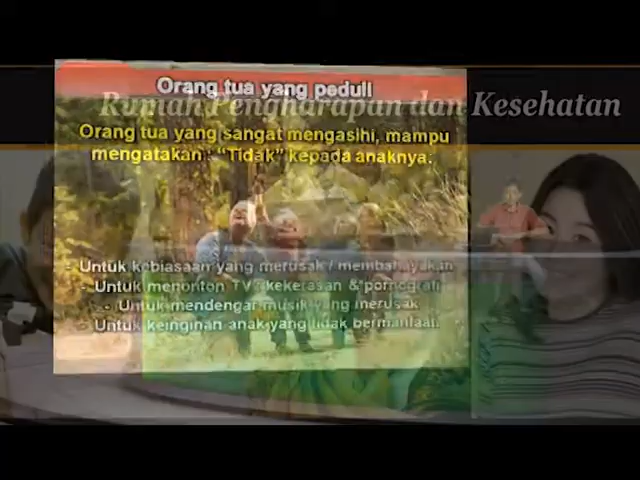 Orang tua yang peduli
Rumah Pengharapan dan Kesehatan
Orang tua yang sangat mengasihi, mampu
mengatakan : "Tidak" kepada anaknya.
- Untuk kebiasaan yang merusak / membahayakan
- Untuk menonton TV kekerasan & pornografi
- Untuk mendengar musik yang merusak
- Untuk keinginan anak yang tidak bermanfaat.